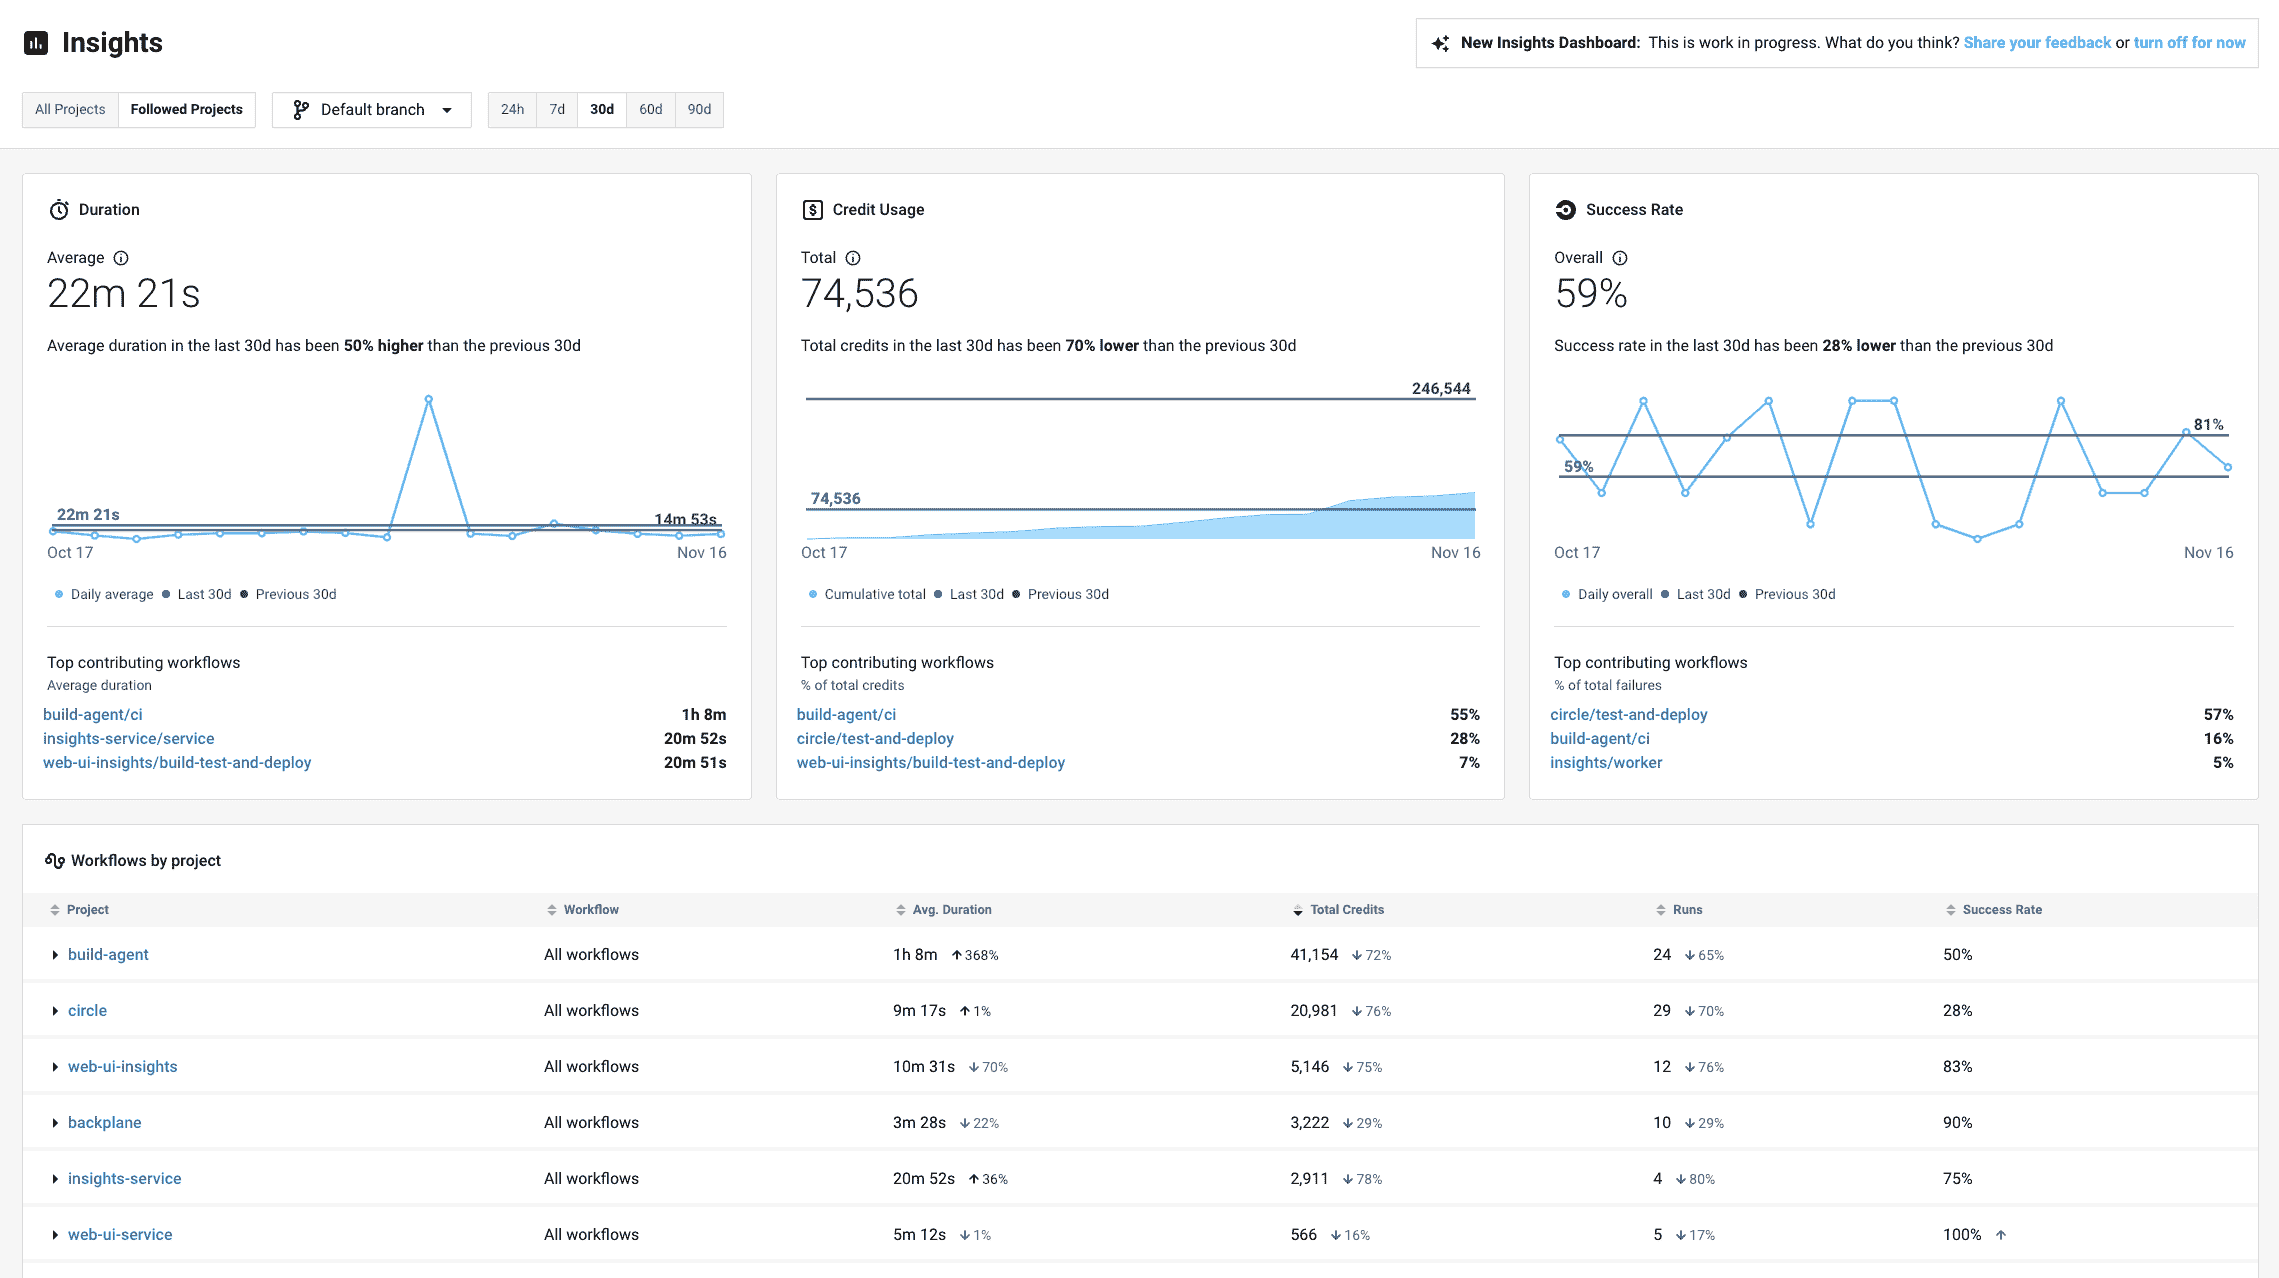 Insights
New Insights Dashboard: This is work in progress. What do you think? Share your feedback or turn off for now
All Projects Followed Projects Default branch 24h 7d 30d 60d 90d
Duration
Average
22m 21s
Average duration in the last 30d has been 50% higher than the previous 30d
22m 21s
14m 53s
Oct 17 Nov 16
Daily average Last 30d Previous 30d
Top contributing workflows
Average duration
build-agent/ci 1h 8m
insights-service/service 20m 52s
web-ui-insights/build-test-and-deploy 20m 51s
Credit Usage
Total
74,536
Total credits in the last 30d has been 70% lower than the previous 30d
246,544
74,536
Oct 17 Nov 16
Cumulative total Last 30d Previous 30d
Top contributing workflows
% of total credits
build-agent/ci 55%
circle/test-and-deploy 28%
web-ui-insights/build-test-and-deploy 7%
Success Rate
Overall
59%
Success rate in the last 30d has been 28% lower than the previous 30d
81%
59%
Oct 17 Nov 16
Daily overall Last 30d Previous 30d
Top contributing workflows
% of total failures
circle/test-and-deploy 57%
build-agent/ci 16%
insights/worker 5%
Workflows by project
Project Workflow Avg. Duration Total Credits Runs Success Rate
build-agent All workflows 1h 8m ↑368% 41,154 ↓72% 24 ↓65% 50%
circle All workflows 9m 17s ↑1% 20,981 ↓76% 29 ↓70% 28%
web-ui-insights All workflows 10m 31s ↓70% 5,146 ↓75% 12 ↓76% 83%
backplane All workflows 3m 28s ↓22% 3,222 ↓29% 10 ↓29% 90%
insights-service All workflows 20m 52s ↑36% 2,911 ↓78% 4 ↓80% 75%
web-ui-service All workflows 5m 12s ↓1% 566 ↓16% 5 ↓17% 100% ↑